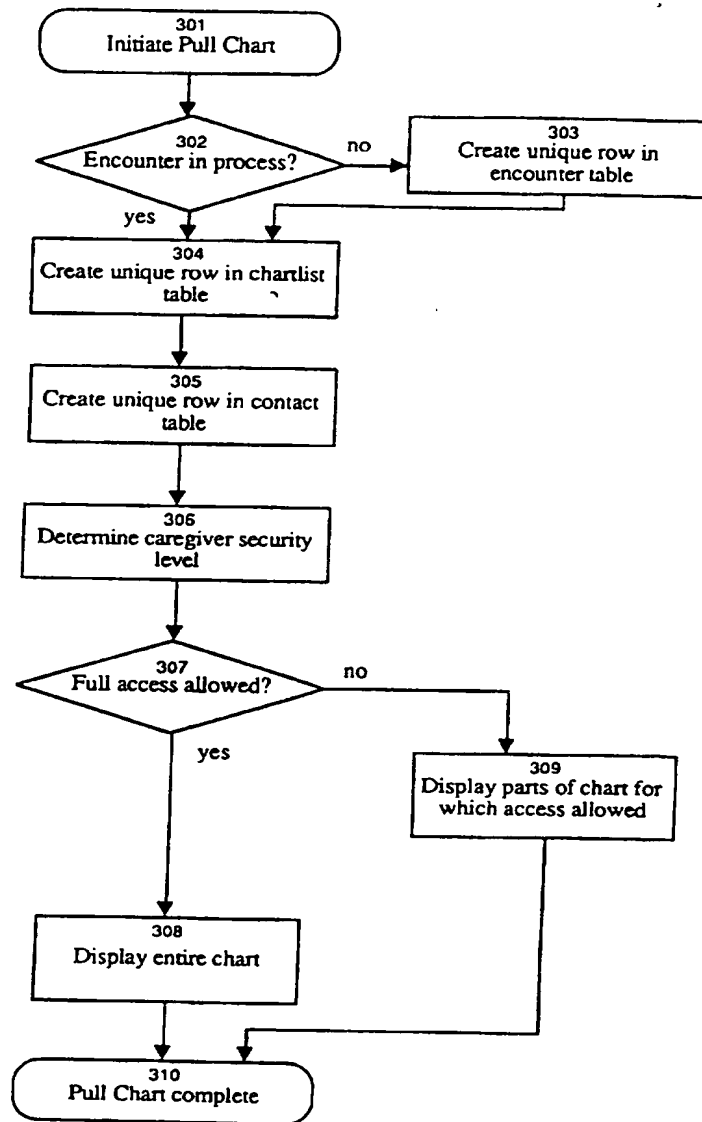 301
Initiate Pull Chart
302
Encounter in process?
no
303
Create unique row in
encounter table
yes
304
Create unique row in chartlist
table
305
Create unique row in contact
table
306
Determine caregiver security
level
307
Full access allowed?
no
yes
309
Display parts of chart for
which access allowed
308
Display entire chart
310
Pull Chart complete